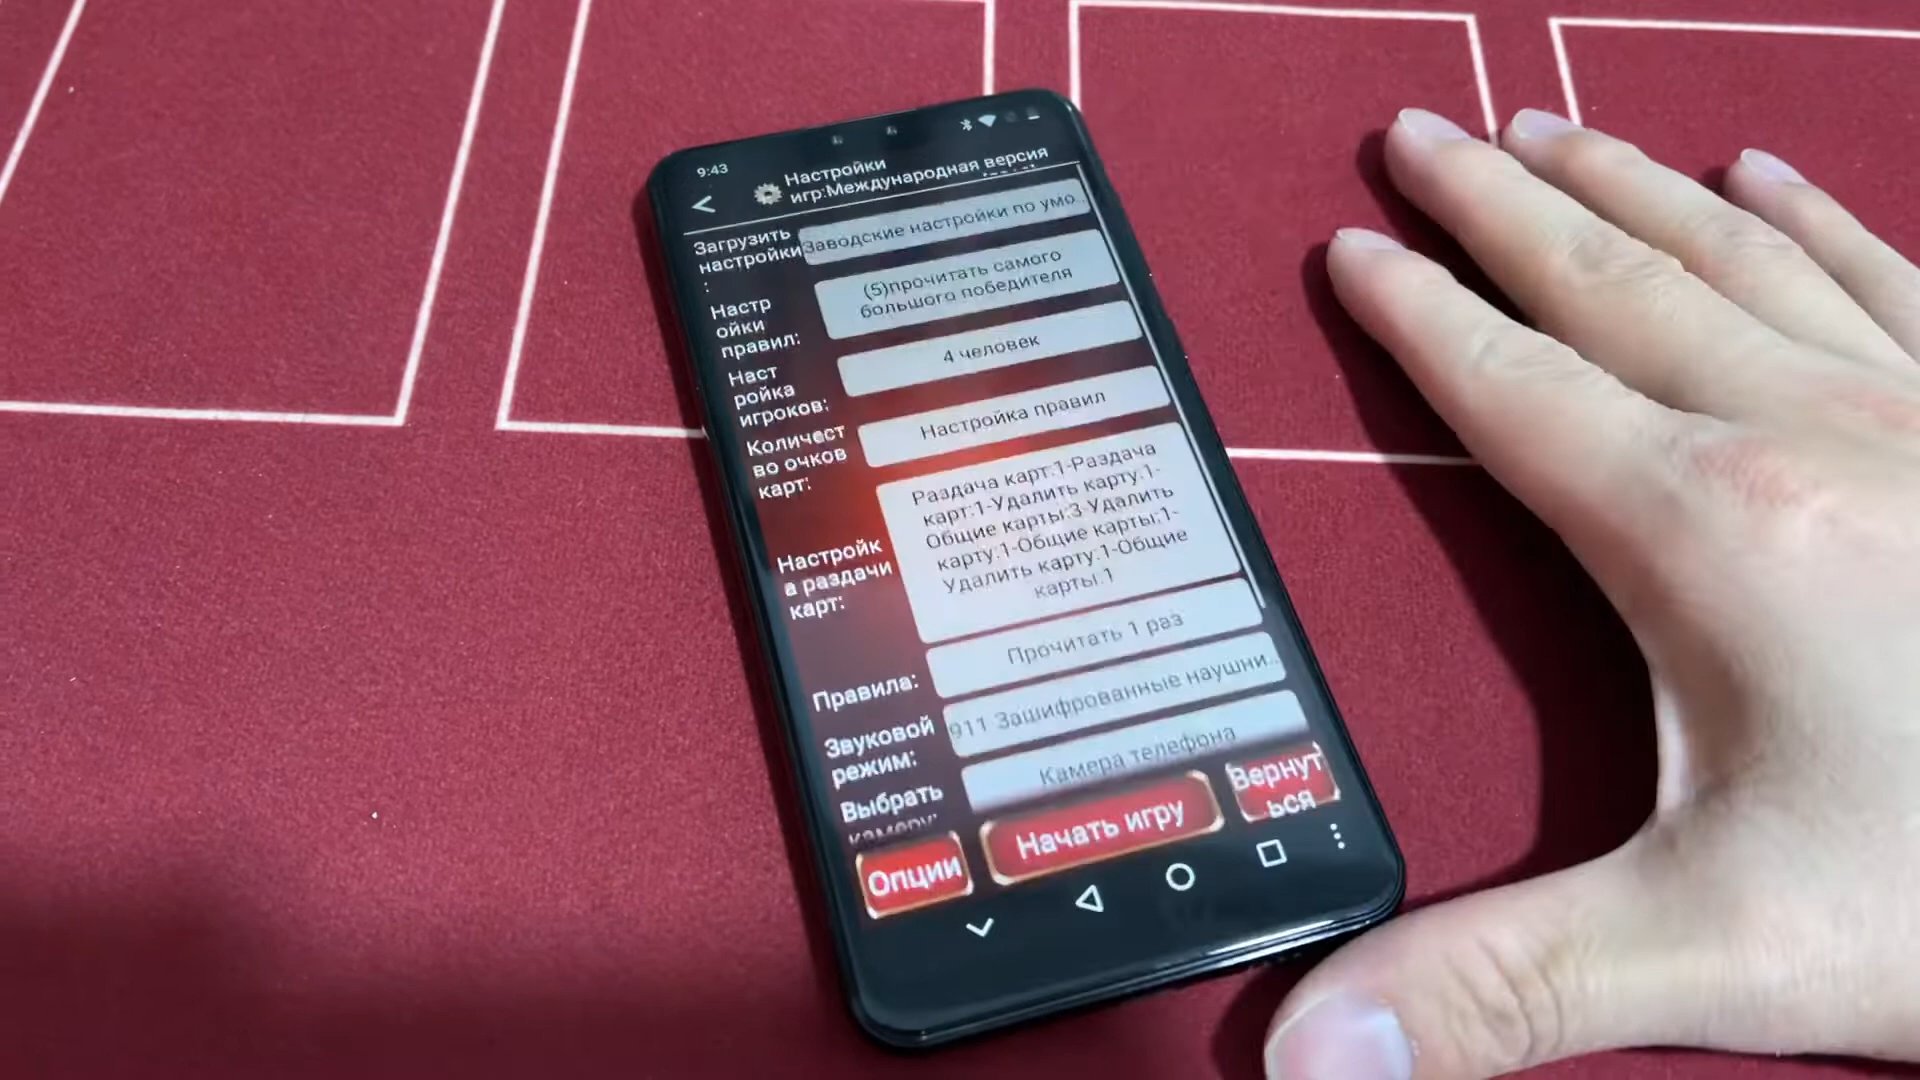 9:43
Настройки
игр:Международная версия
Загрузить
настройки
:
Заводские настройки по умо..
Настр
ойки
правил:
(5)прочитать самого
большого победителя
Наст
ройка
игроков:
4 человек
Количест
во очков
карт:
Настройка правил
Настройк
а раздачи
карт:
Раздача карт:1-Раздача
карт:1-Удалить карту:1-
Общие карты:3-Удалить
карту:1-Общие карты:1-
Удалить карту:1-Общие
карты:1
Правила:
Прочитать 1 раз
Звуковой
режим:
911 Зашифрованные наушни..
Выбрать
камеру:
Камера телефона
Опции
Начать игру
Вернут
ься